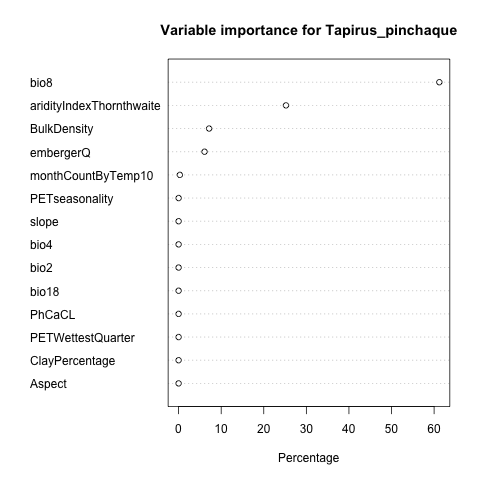 Variable importance for Tapirus_pinchaque
bio8
aridityIndexThornthwaite
BulkDensity
embergerQ
monthCountByTemp10
PETseasonality
slope
bio4
bio2
bio18
PhCaCL
PETWettestQuarter
ClayPercentage
Aspect
0 10 20 30 40 50 60
Percentage